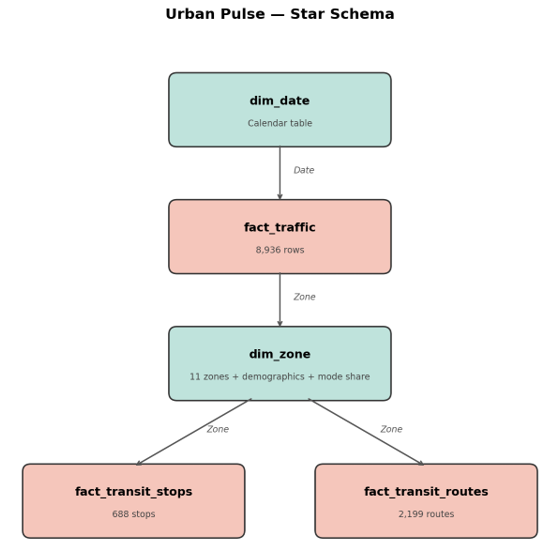 Urban Pulse — Star Schema
dim_date
Calendar table
Date
fact_traffic
8,936 rows
Zone
dim_zone
11 zones + demographics + mode share
Zone
Zone
fact_transit_stops
688 stops
fact_transit_routes
2,199 routes